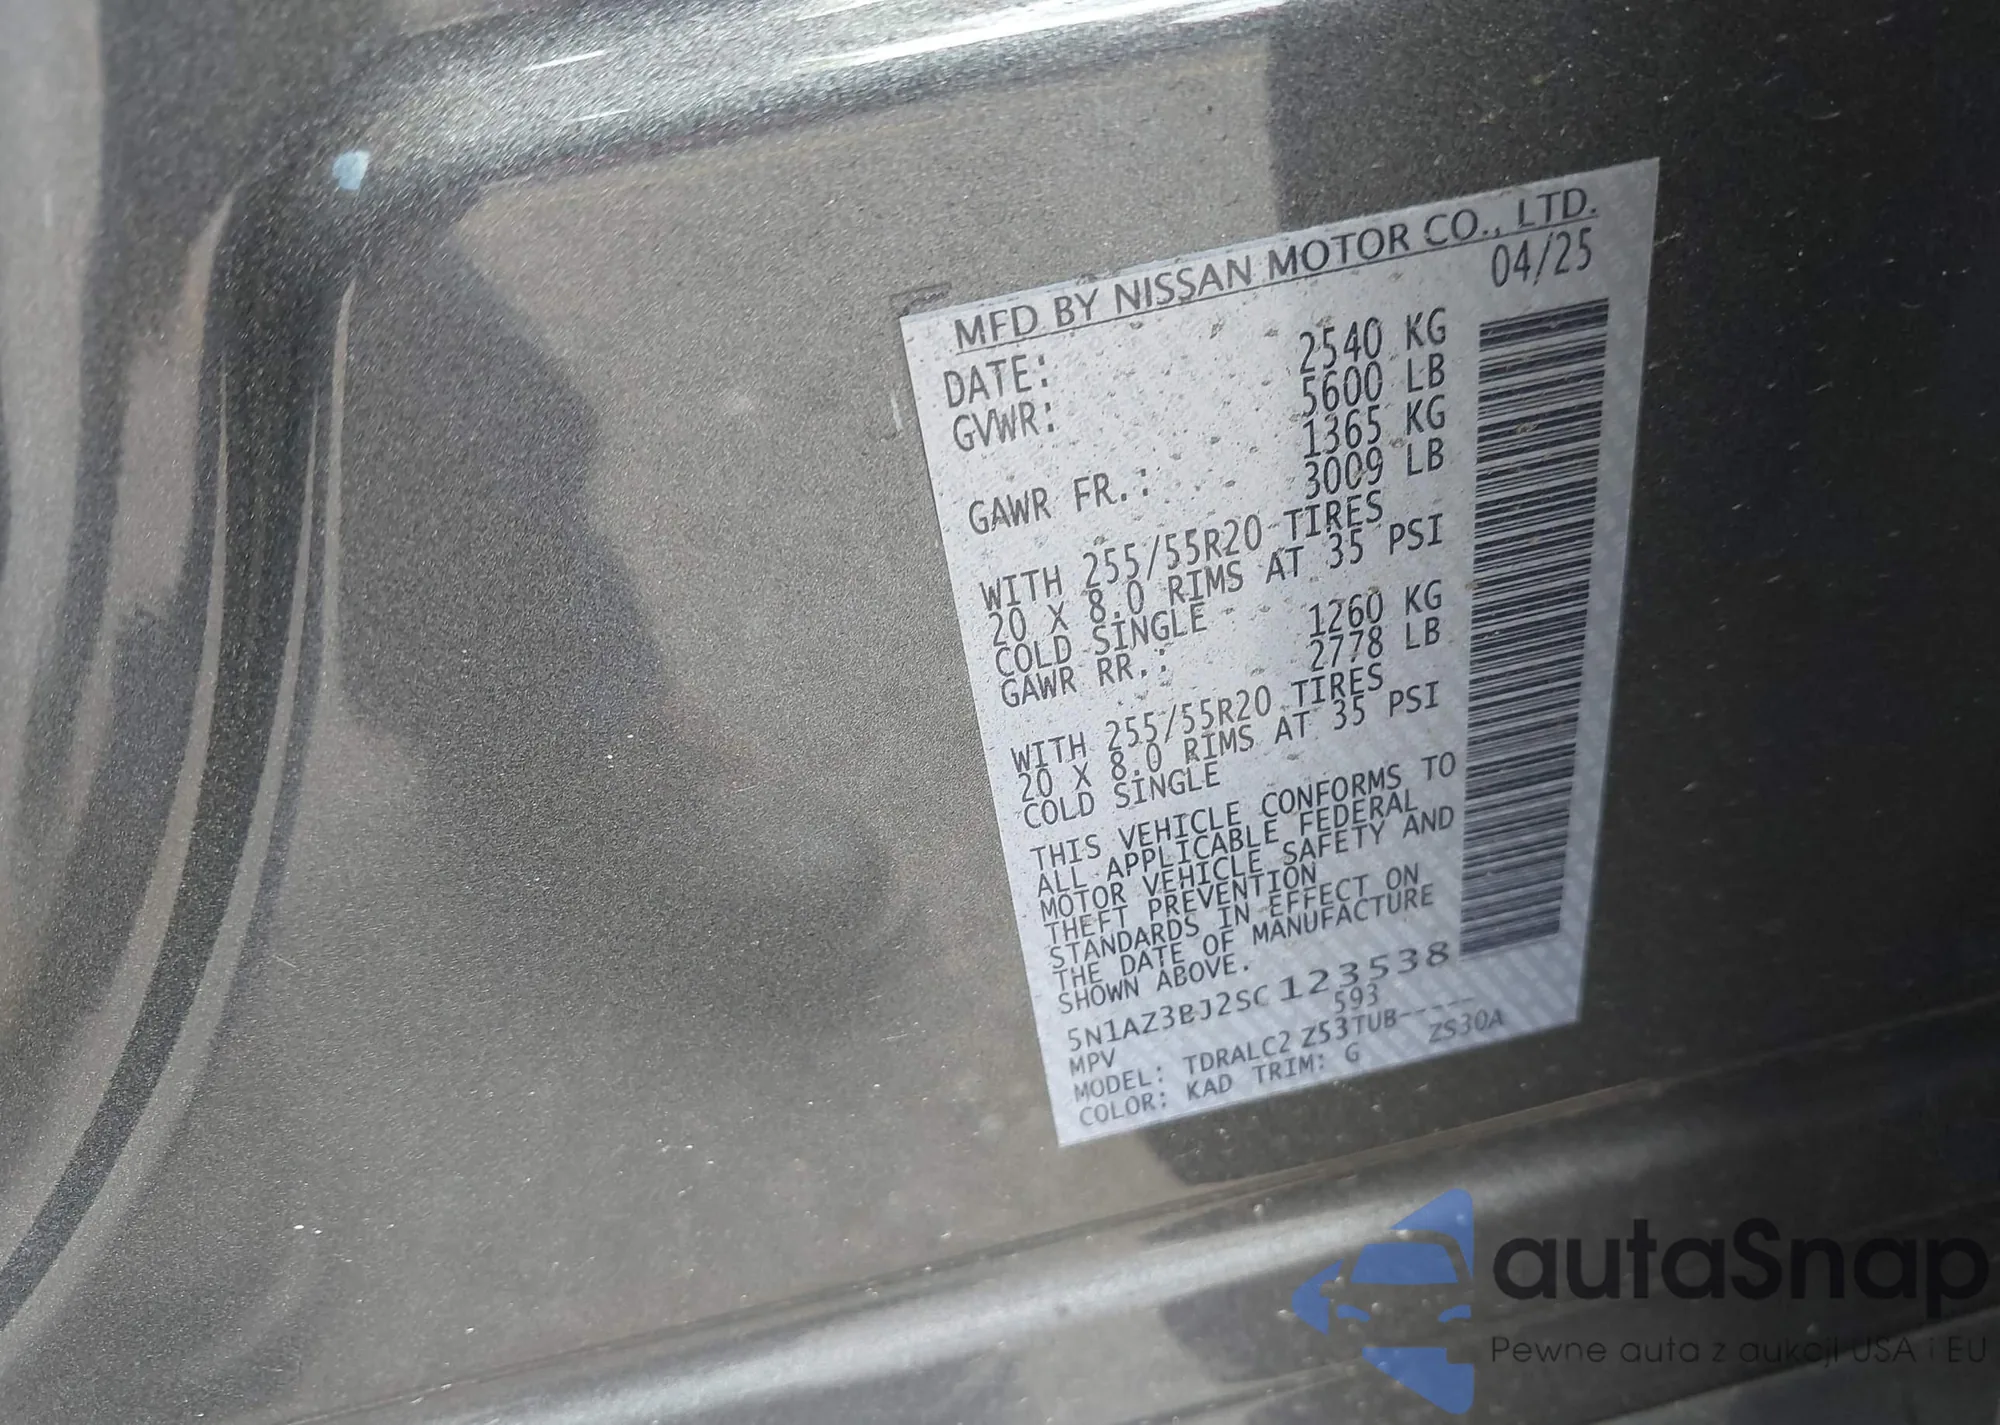 MFD BY NISSAN MOTOR CO., LTD.
DATE: 04/25
GVWR: 2540 KG
5600 LB
GAWR FR.: 1365 KG
3009 LB
WITH 255/55R20 TIRES
20 X 8.0 RIMS AT 35 PSI
COLD SINGLE
GAWR RR.: 1260 KG
2778 LB
WITH 255/55R20 TIRES
20 X 8.0 RIMS AT 35 PSI
COLD SINGLE
THIS VEHICLE CONFORMS TO
ALL APPLICABLE FEDERAL
MOTOR VEHICLE SAFETY AND
THEFT PREVENTION
STANDARDS IN EFFECT ON
THE DATE OF MANUFACTURE
SHOWN ABOVE.
5N1AZ3BJ2SC123538
MPV 593
MODEL: TDRALC2 Z53TUB-----
COLOR: KAD TRIM: G ZS30A
autaSnap
Pewne auta z aukcji USA i EU